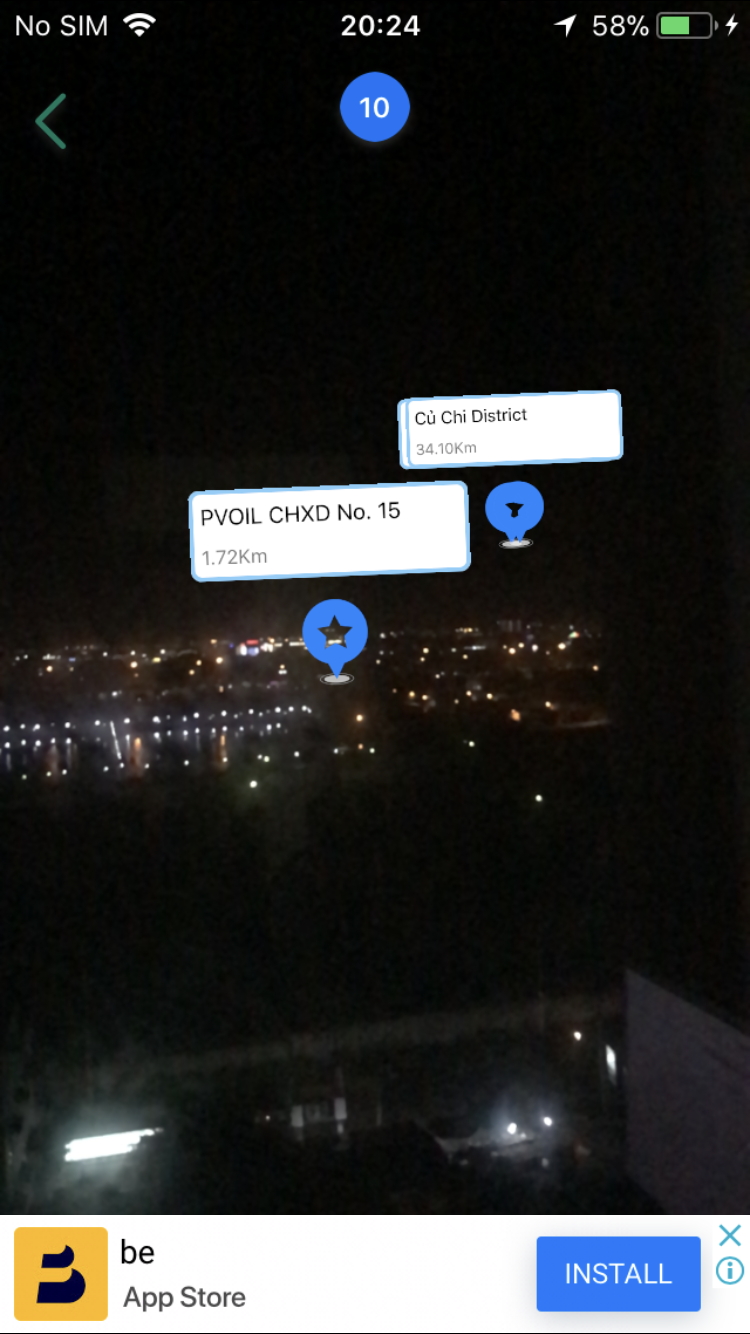 No SIM 20:24 58%
10
Củ Chi District
34.10Km
PVOIL CHXD No. 15
1.72Km
be
App Store
INSTALL